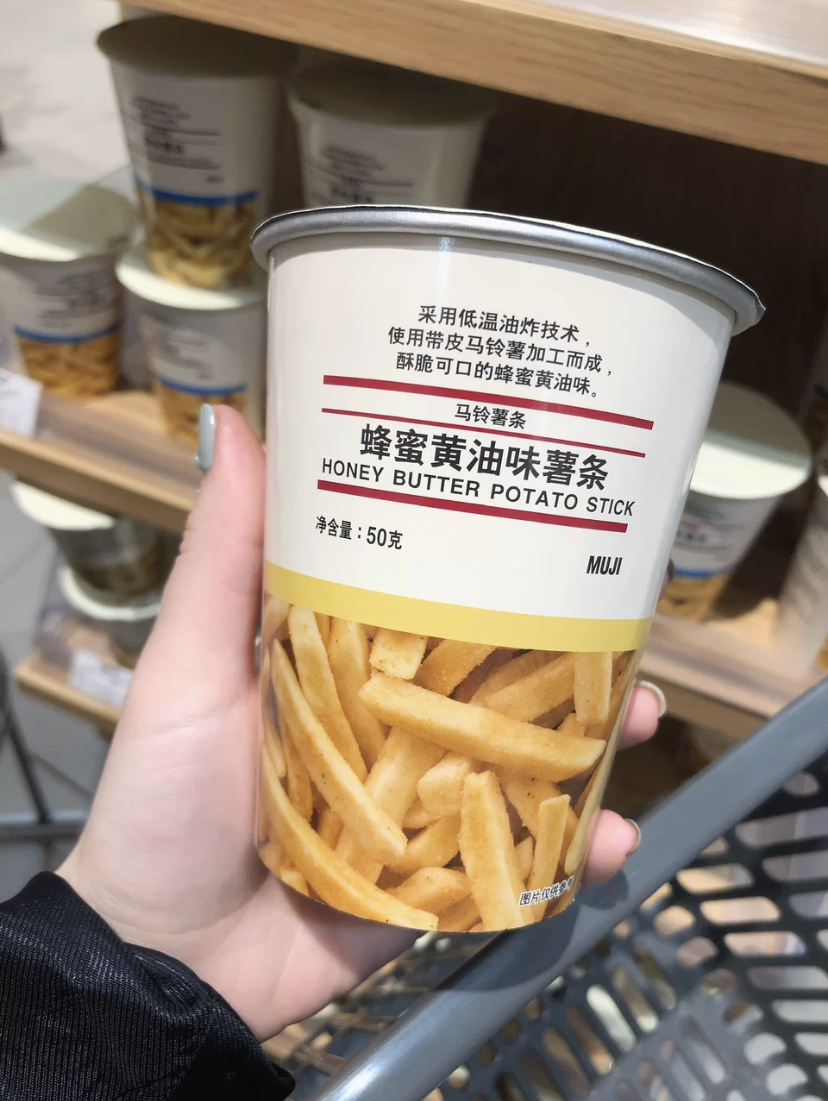 采用低温油炸技术，
使用带皮马铃薯加工而成，
酥脆可口的蜂蜜黄油味。
马铃薯条
蜂蜜黄油味薯条
HONEY BUTTER POTATO STICK
净含量：50克
MUJI
图片仅供参考